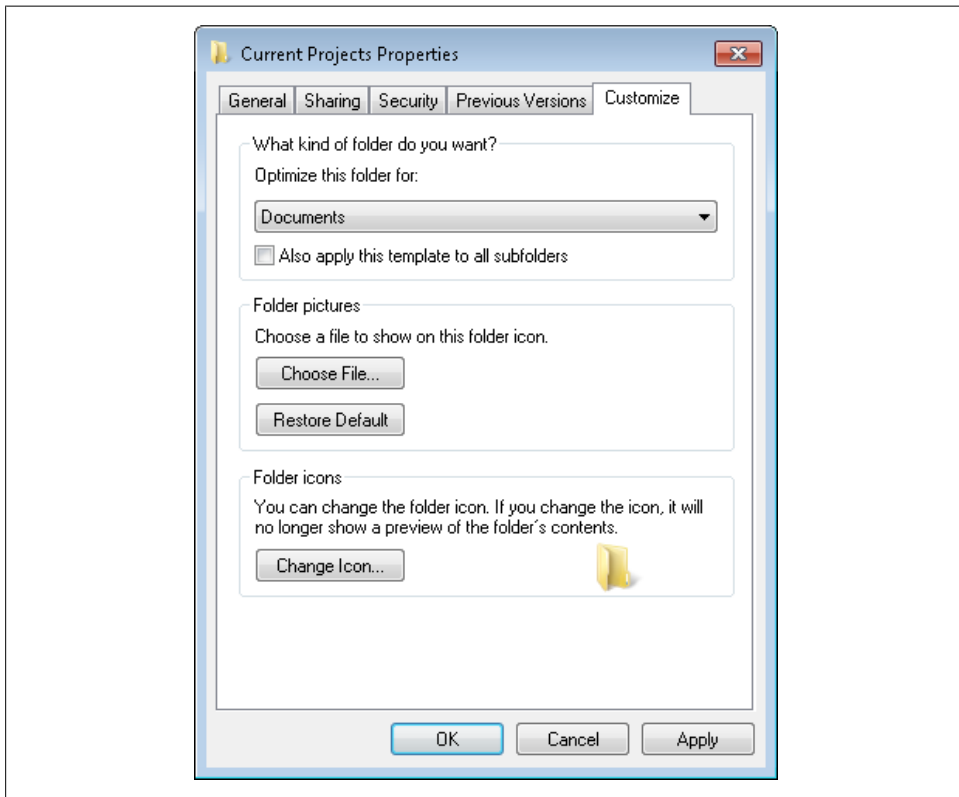 Current Projects Properties
General Sharing Security Previous Versions Customize
What kind of folder do you want?
Optimize this folder for:
Documents
Also apply this template to all subfolders
Folder pictures
Choose a file to show on this folder icon.
Choose File...
Restore Default
Folder icons
You can change the folder icon. If you change the icon, it will
no longer show a preview of the folder's contents.
Change Icon...
OK Cancel Apply